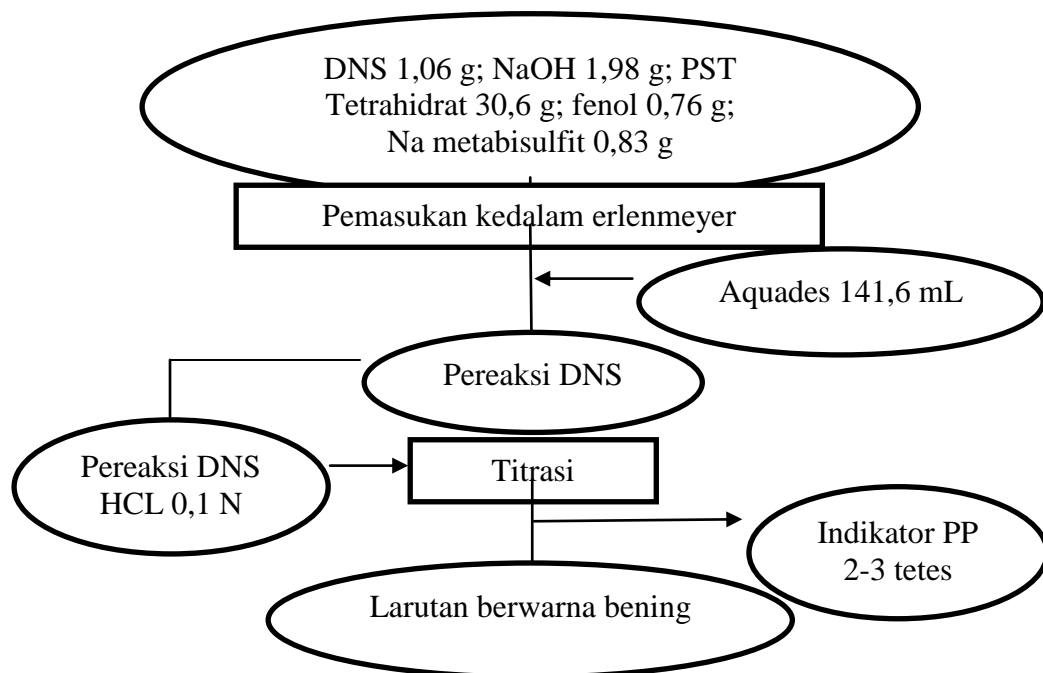 DNS 1,06 g; NaOH 1,98 g; PST
Tetrahidrat 30,6 g; fenol 0,76 g;
Na metabisulfit 0,83 g
Pemasukan kedalam erlenmeyer
Aquades 141,6 mL
Pereaksi DNS
Pereaksi DNS
HCL 0,1 N
Titrasi
Indikator PP
2-3 tetes
Larutan berwarna bening